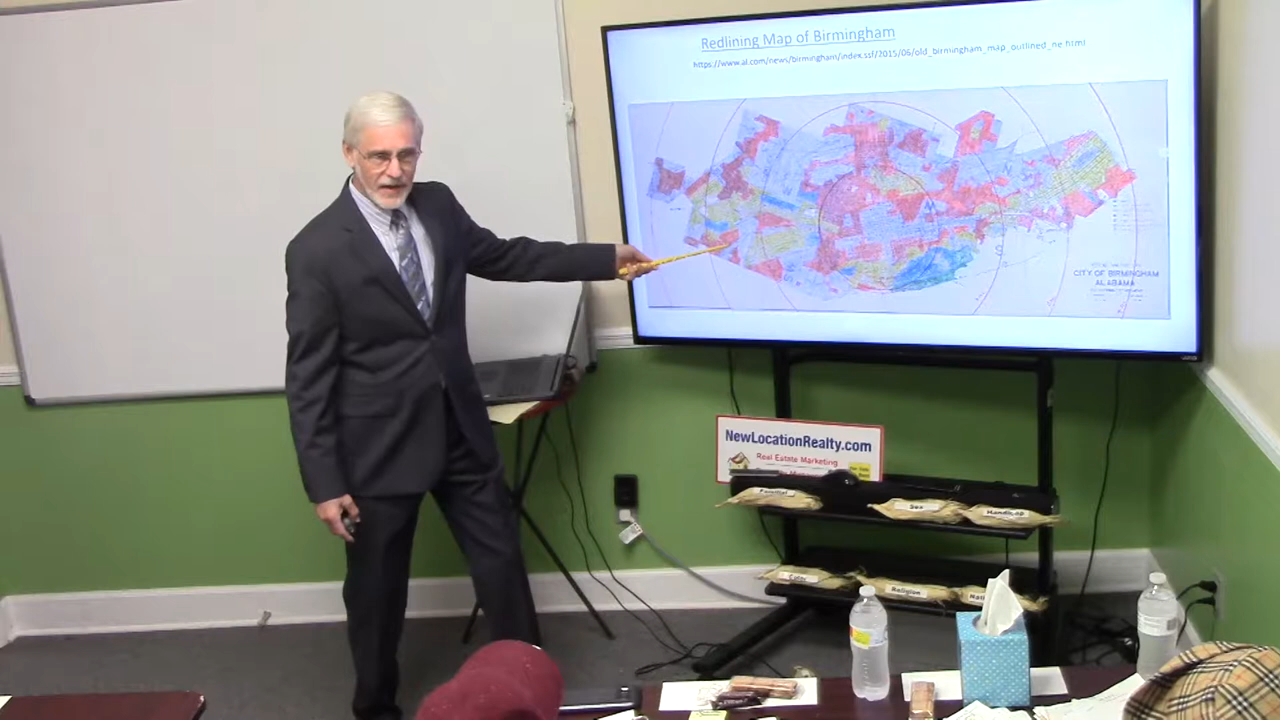 Redlining Map of Birmingham
https://www.al.com/news/birmingham/index.ssf/2015/06/old_birmingham_map_outlined_ne.html
CITY OF BIRMINGHAM
ALABAMA
NewLocationRealty.com
Real Estate Marketing
Familial
Sex
Handicap
Color
Religion